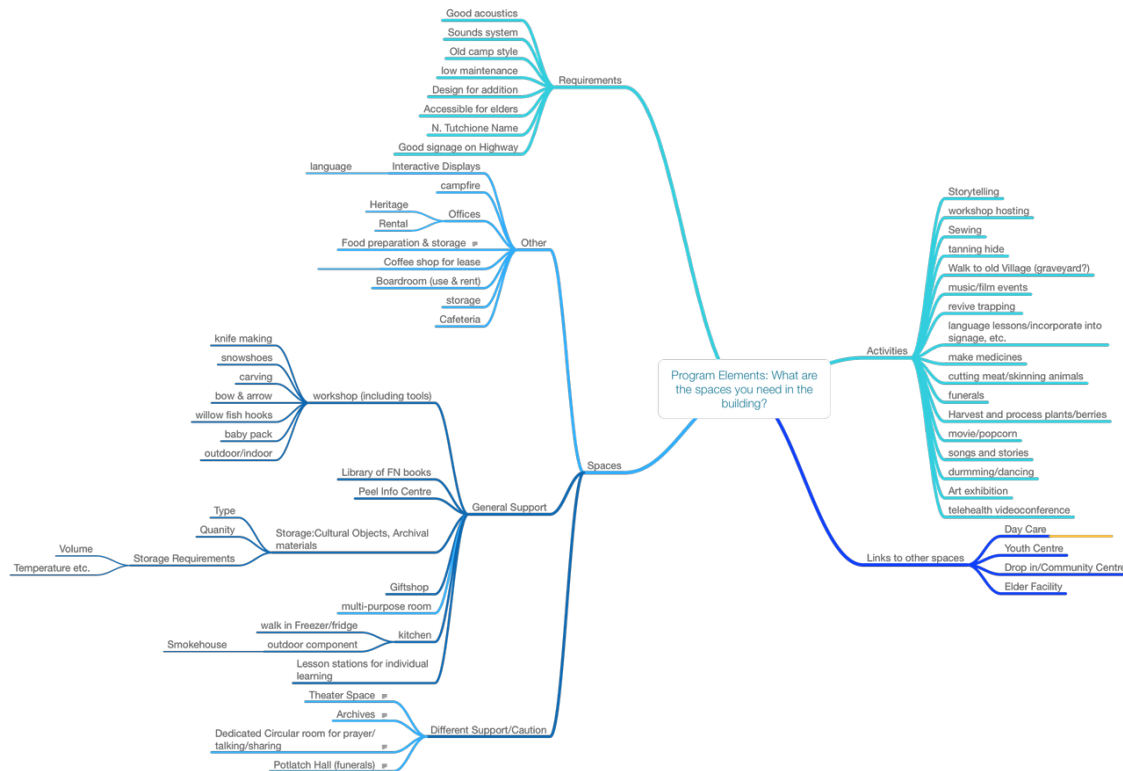 Good acoustics
Sounds system
Old camp style
low maintenance
Design for addition
Accessible for elders
N. Tutchione Name
Good signage on Highway
Requirements
language
Interactive Displays
campfire
Heritage
Rental
Offices
Food preparation & storage
Coffee shop for lease
Boardroom (use & rent)
storage
Cafeteria
Other
knife making
snowshoes
carving
bow & arrow
willow fish hooks
baby pack
outdoor/indoor
workshop (including tools)
Library of FN books
Peel Info Centre
Type
Quanity
Volume
Temperature etc.
Storage Requirements
Storage:Cultural Objects, Archival
materials
Giftshop
multi-purpose room
walk in Freezer/fridge
Smokehouse
outdoor component
kitchen
Lesson stations for individual
learning
General Support
Theater Space
Archives
Dedicated Circular room for prayer/
talking/sharing
Potlatch Hall (funerals)
Different Support/Caution
Spaces
Program Elements: What are
the spaces you need in the
building?
Activities
Storytelling
workshop hosting
Sewing
tanning hide
Walk to old Village (graveyard?)
music/film events
revive trapping
language lessons/incorporate into
signage, etc.
make medicines
cutting meat/skinning animals
funerals
Harvest and process plants/berries
movie/popcorn
songs and stories
durmming/dancing
Art exhibition
telehealth videoconference
Links to other spaces
Day Care
Youth Centre
Drop in/Community Centre
Elder Facility